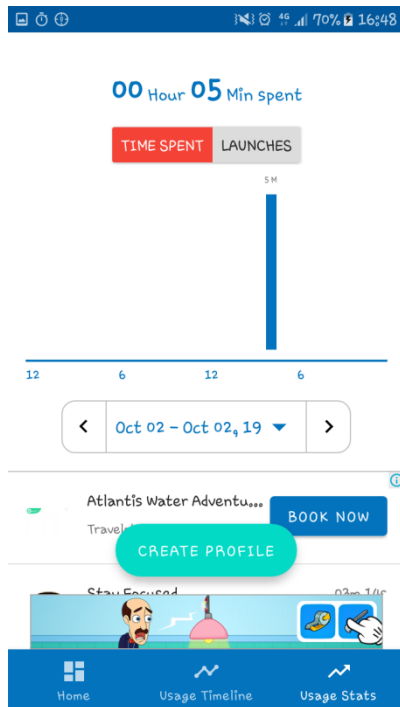 4G 70% 16:48
00 Hour 05 Min spent
TIME SPENT LAUNCHES
5 M
12 6 12 6
Oct 02 - Oct 02, 19
Atlantis Water Adventu...
BOOK NOW
CREATE PROFILE
Stay Focused
Home Usage Timeline Usage Stats